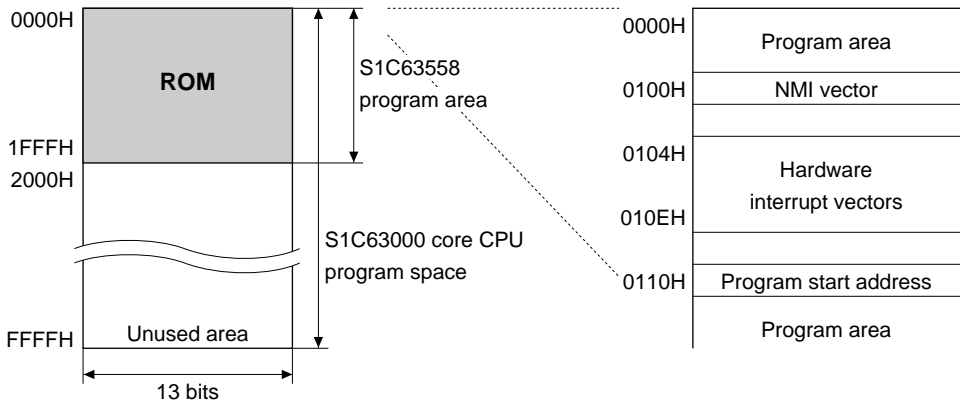 0000H
ROM
1FFFH
2000H
S1C63558
program area
S1C63000 core CPU
program space
FFFFH
Unused area
13 bits
0000H
Program area
0100H
NMI vector
0104H
Hardware
interrupt vectors
010EH
0110H
Program start address
Program area